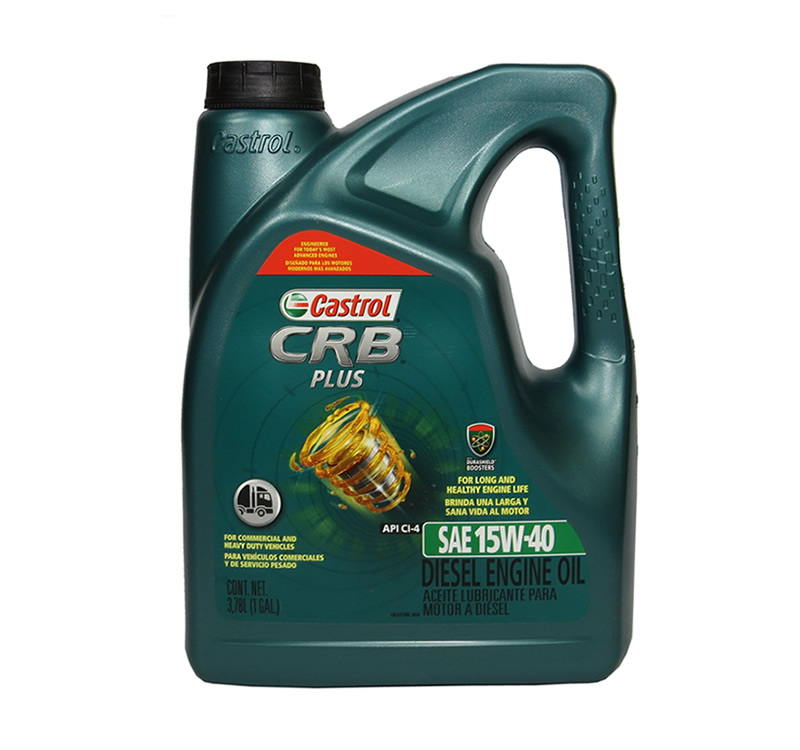 Castrol
ENGINEERED
FOR TODAY'S MOST
ADVANCED ENGINES
DISEÑADO PARA LOS MOTORES
MODERNOS MAS AVANZADOS
Castrol
CRB
PLUS
DURASHIELD
BOOSTERS
FOR LONG AND
HEALTHY ENGINE LIFE
BRINDA UNA LARGA Y
SANA VIDA AL MOTOR
API CI-4
SAE 15W-40
DIESEL ENGINE OIL
ACEITE LUBRICANTE PARA
MOTOR A DIÉSEL
FOR COMMERCIAL AND
HEAVY DUTY VEHICLES
PARA VEHÍCULOS COMERCIALES
Y DE SERVICIO PESADO
CONT. NET.
3,78L (1 GAL.)